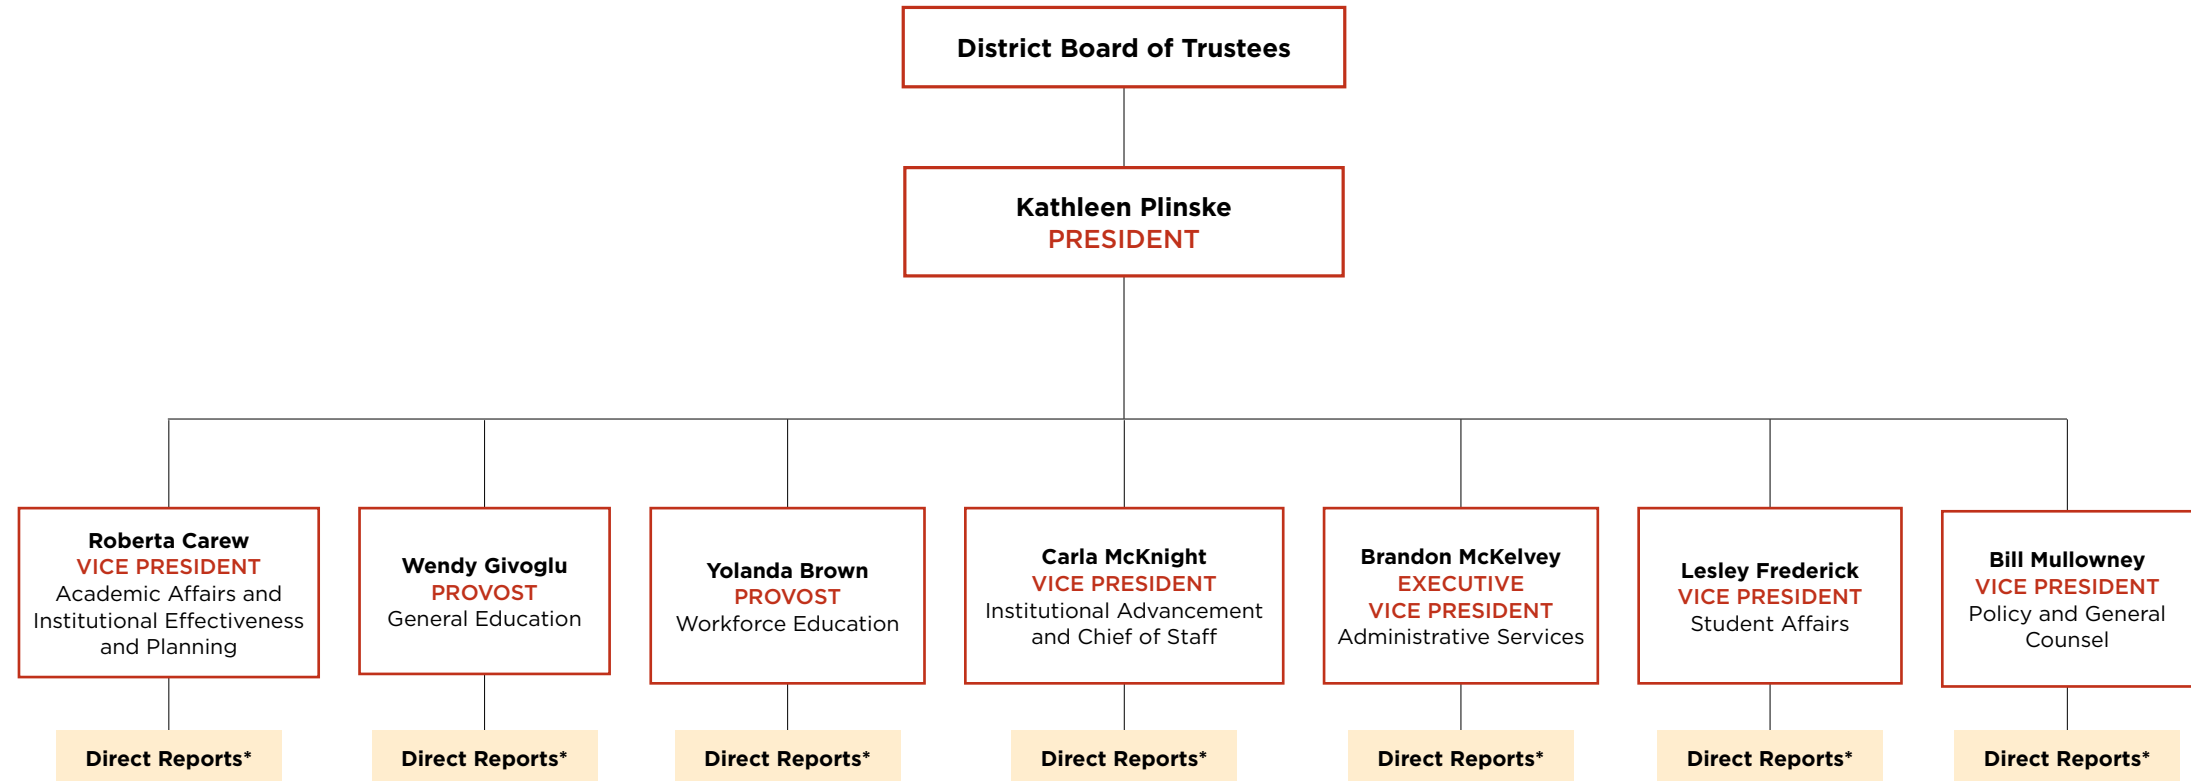 District Board of Trustees
Kathleen Plinske
PRESIDENT
Roberta Carew
VICE PRESIDENT
Academic Affairs and
Institutional Effectiveness
and Planning
Wendy Givoglu
PROVOST
General Education
Yolanda Brown
PROVOST
Workforce Education
Carla McKnight
VICE PRESIDENT
Institutional Advancement
and Chief of Staff
Brandon McKelvey
EXECUTIVE
VICE PRESIDENT
Administrative Services
Lesley Frederick
VICE PRESIDENT
Student Affairs
Bill Mullowney
VICE PRESIDENT
Policy and General
Counsel
Direct Reports*
Direct Reports*
Direct Reports*
Direct Reports*
Direct Reports*
Direct Reports*
Direct Reports*